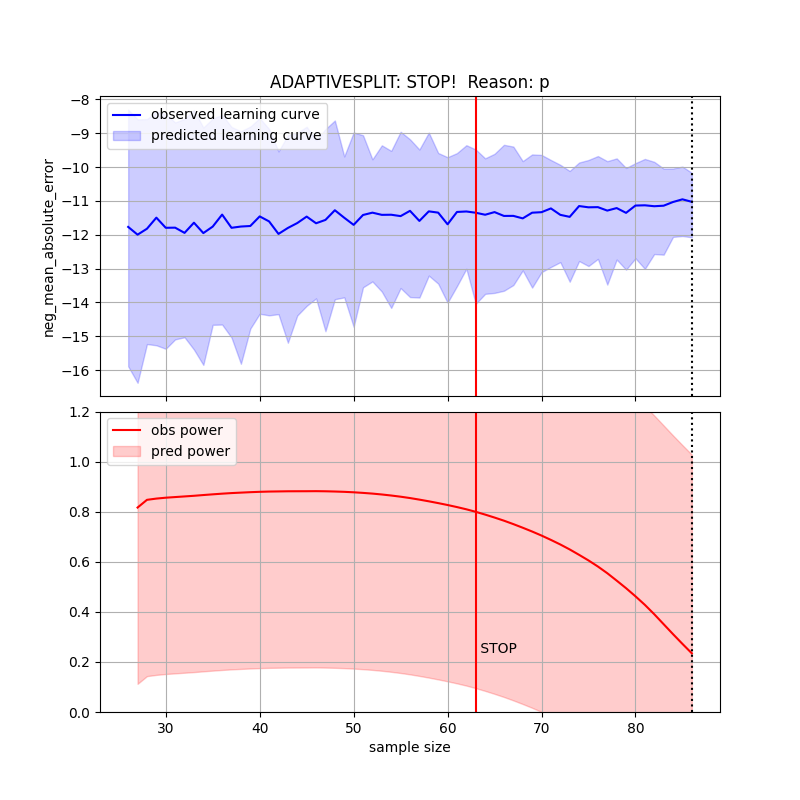 ADAPTIVESPLIT: STOP!  Reason: p
observed learning curve
predicted learning curve
neg_mean_absolute_error
−8
−9
−10
−11
−12
−13
−14
−15
−16
obs power
pred power
STOP
1.2
1.0
0.8
0.6
0.4
0.2
0.0
30 40 50 60 70 80
sample size